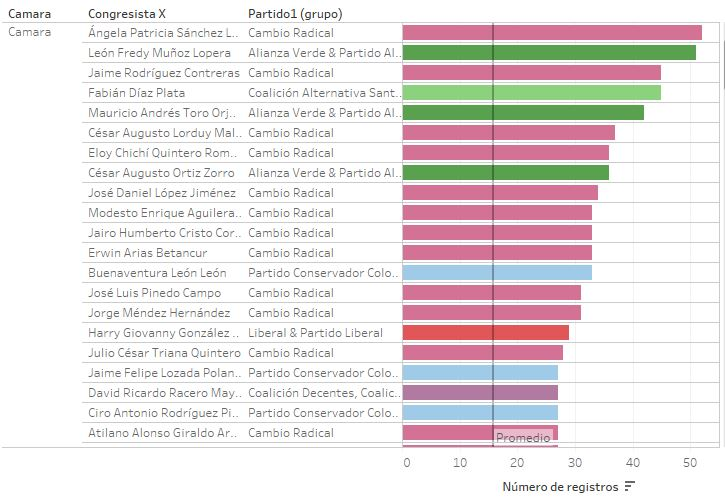 Camara Congresista X Partido1 (grupo)
Camara Ángela Patricia Sánchez L.. Cambio Radical
León Fredy Muñoz Lopera Alianza Verde & Partido Al..
Jaime Rodríguez Contreras Cambio Radical
Fabián Díaz Plata Coalición Alternativa Sant..
Mauricio Andrés Toro Orj.. Alianza Verde & Partido Al..
César Augusto Lorduy Mal.. Cambio Radical
Eloy Chichí Quintero Rom.. Cambio Radical
César Augusto Ortiz Zorro Alianza Verde & Partido Al..
José Daniel López Jiménez Cambio Radical
Modesto Enrique Aguilera.. Cambio Radical
Jairo Humberto Cristo Cor.. Cambio Radical
Erwin Arias Betancur Cambio Radical
Buenaventura León León Partido Conservador Colo..
José Luis Pinedo Campo Cambio Radical
Jorge Méndez Hernández Cambio Radical
Harry Giovanny González .. Liberal & Partido Liberal
Julio César Triana Quintero Cambio Radical
Jaime Felipe Lozada Polan.. Partido Conservador Colo..
David Ricardo Racero May.. Coalición Decentes, Coalic..
Ciro Antonio Rodríguez Pi.. Partido Conservador Colo..
Atilano Alonso Giraldo Ar.. Cambio Radical
Promedio
0 10 20 30 40 50
Número de registros